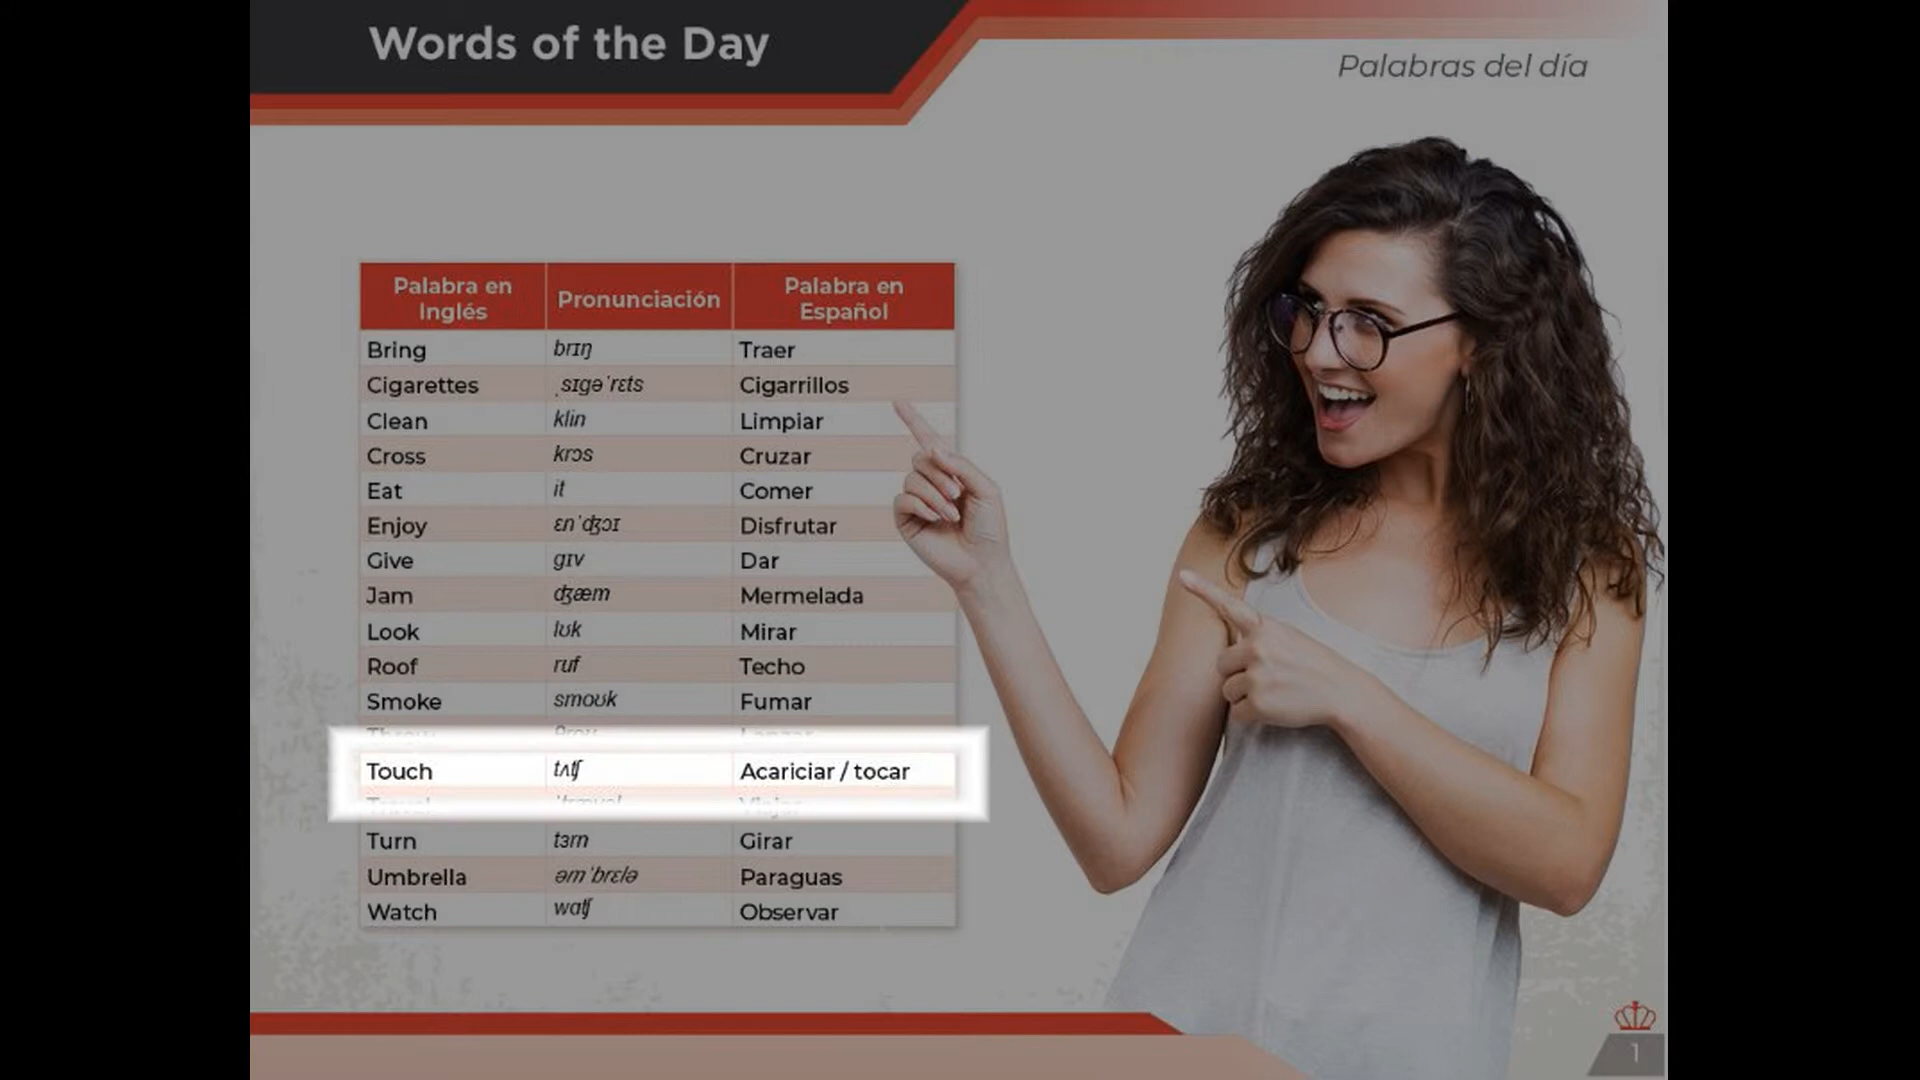 Words of the Day
Palabras del día
Palabra en Inglés Pronunciación Palabra en Español
Bring brɪŋ Traer
Cigarettes ˌsɪgəˈrɛts Cigarrillos
Clean klin Limpiar
Cross krɔs Cruzar
Eat it Comer
Enjoy ɛnˈʤɔɪ Disfrutar
Give gɪv Dar
Jam ʤæm Mermelada
Look lʊk Mirar
Roof ruf Techo
Smoke smoʊk Fumar
Touch tʌʧ Acariciar / tocar
Turn tɜrn Girar
Umbrella əmˈbrɛlə Paraguas
Watch wɑʧ Observar
1